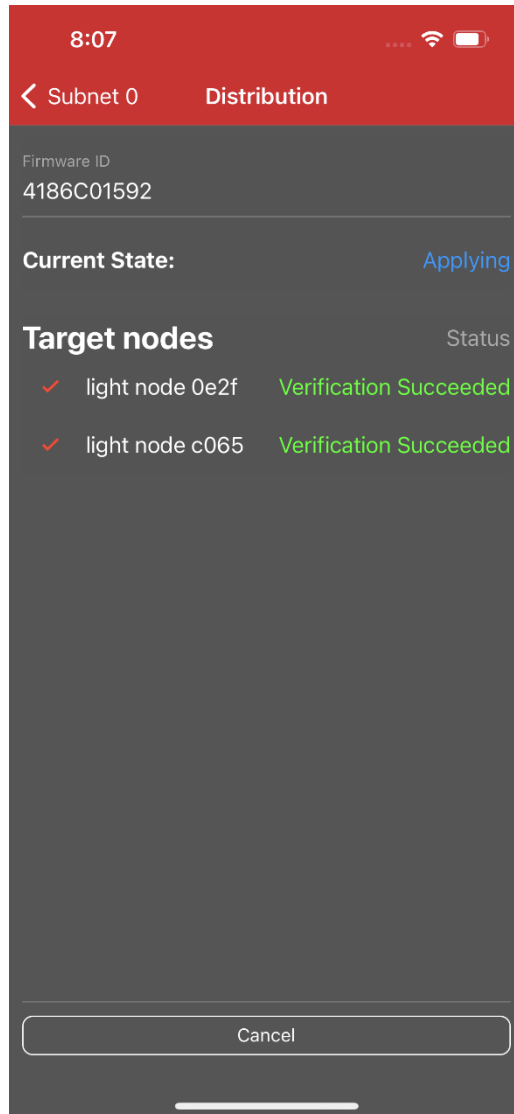 8:07
Subnet 0 Distribution
Firmware ID
4186C01592
Current State: Applying
Target nodes Status
light node 0e2f Verification Succeeded
light node c065 Verification Succeeded
Cancel